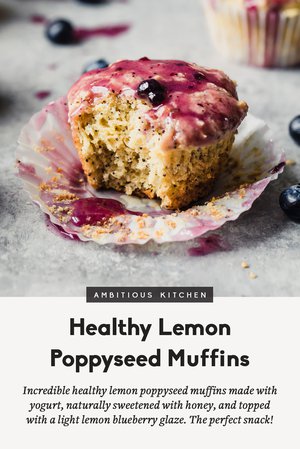 AMBITIOUS KITCHEN
Healthy Lemon
Poppyseed Muffins
Incredible healthy lemon poppyseed muffins made with
yogurt, naturally sweetened with honey, and topped
with a light lemon blueberry glaze. The perfect snack!